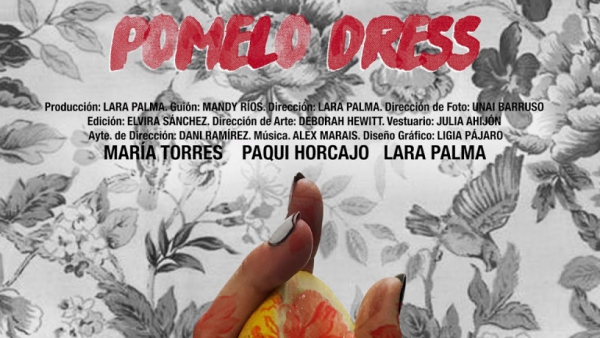 POMELO DRESS
Producción: LARA PALMA. Guión: MANDY RÍOS. Dirección: LARA PALMA. Dirección de Foto: UNAI BARRUSO
Edición: ELVIRA SÁNCHEZ. Dirección de Arte: DEBORAH HEWITT. Vestuario: JULIA AHIJÓN
Ayte. de Dirección: DANI RAMÍREZ. Música. ALEX MARAIS. Diseño Gráfico: LIGIA PÁJARO
MARÍA TORRES PAQUI HORCAJO LARA PALMA